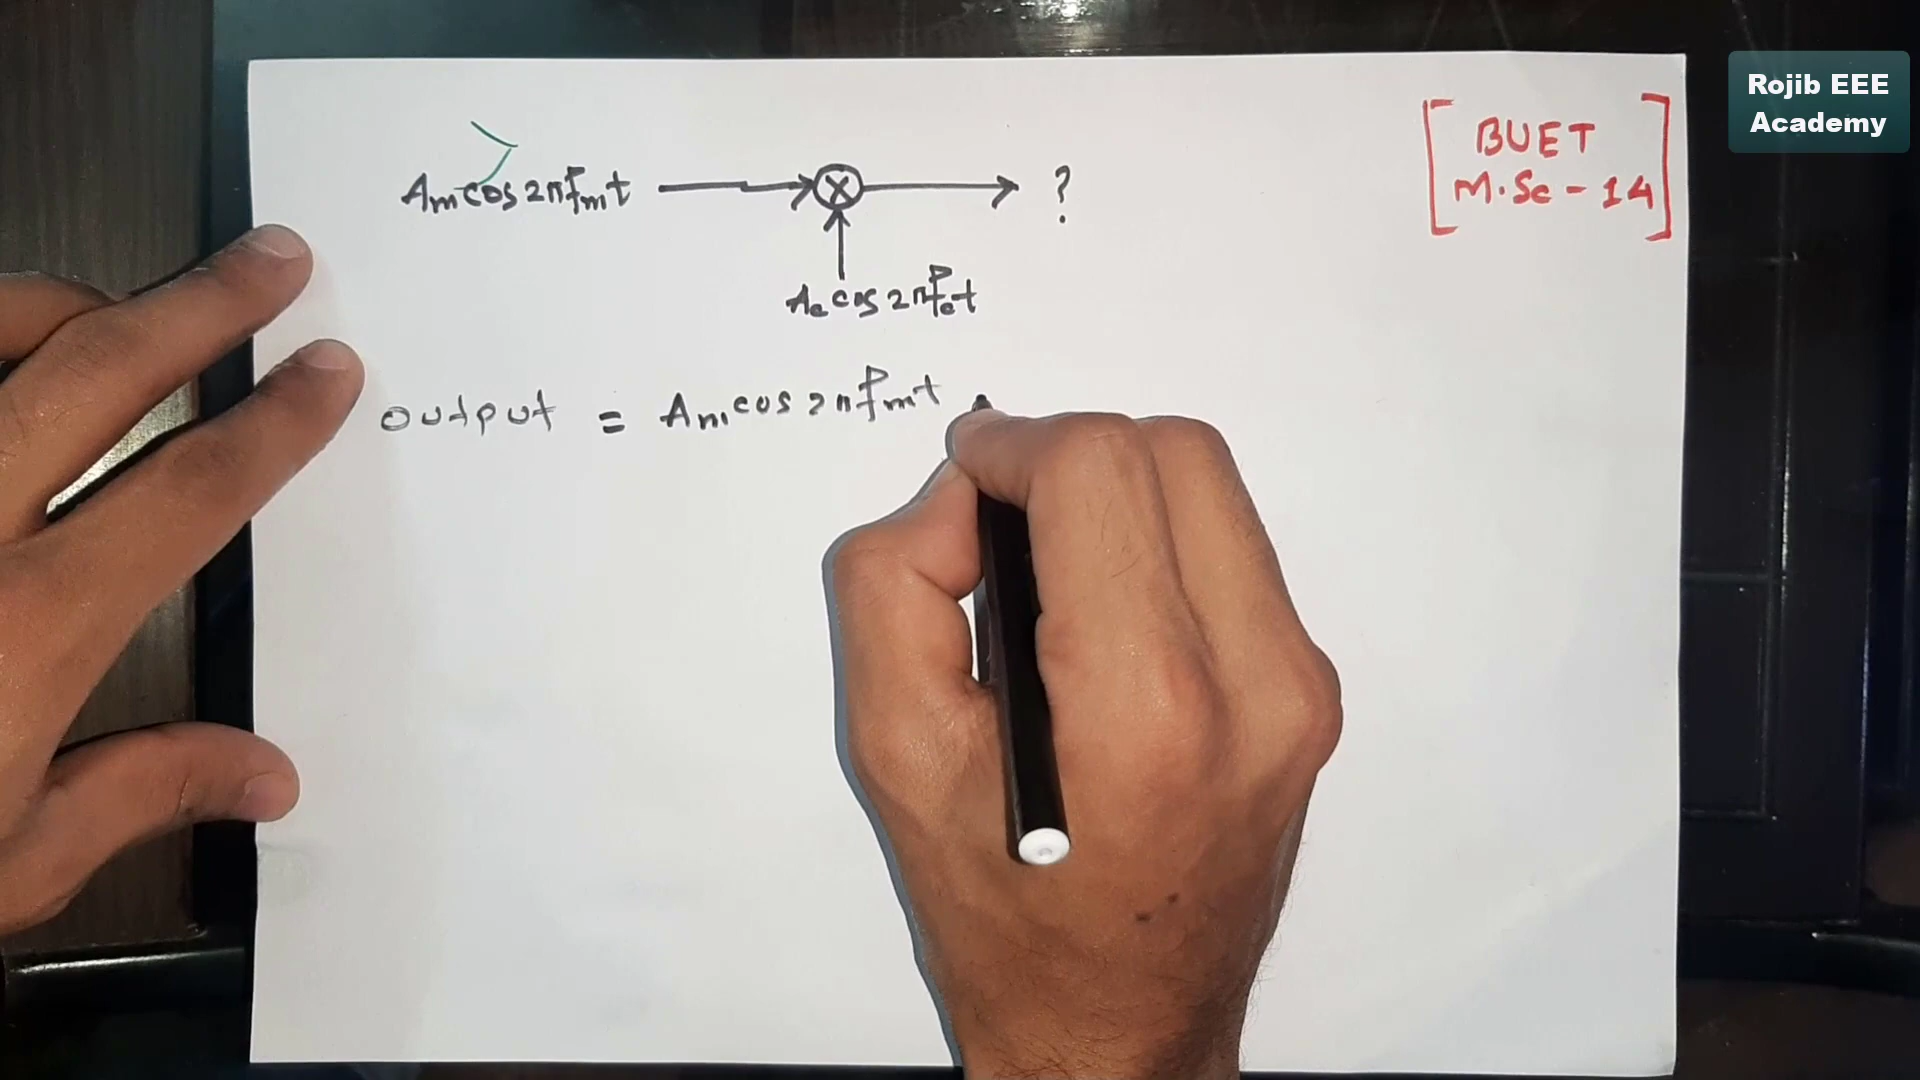 Rojib EEE
Academy
[BUET
M.Sc - 14]
Amcos2πfmt
?
Accos2πfct
output = Amcos2πfmt